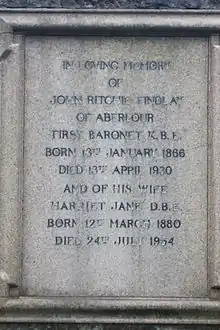 IN LOVING MEMORY
OF
JOHN RITCHIE FINDLAY
OF ABERLOUR
FIRST BARONET K.B.E.
BORN 13TH JANUARY 1866
DIED 13TH APRIL 1930
AND OF HIS WIFE
HARRIET JANE D.B.E.
BORN 12TH MARCH 1880
DIED 24TH JULY 1954